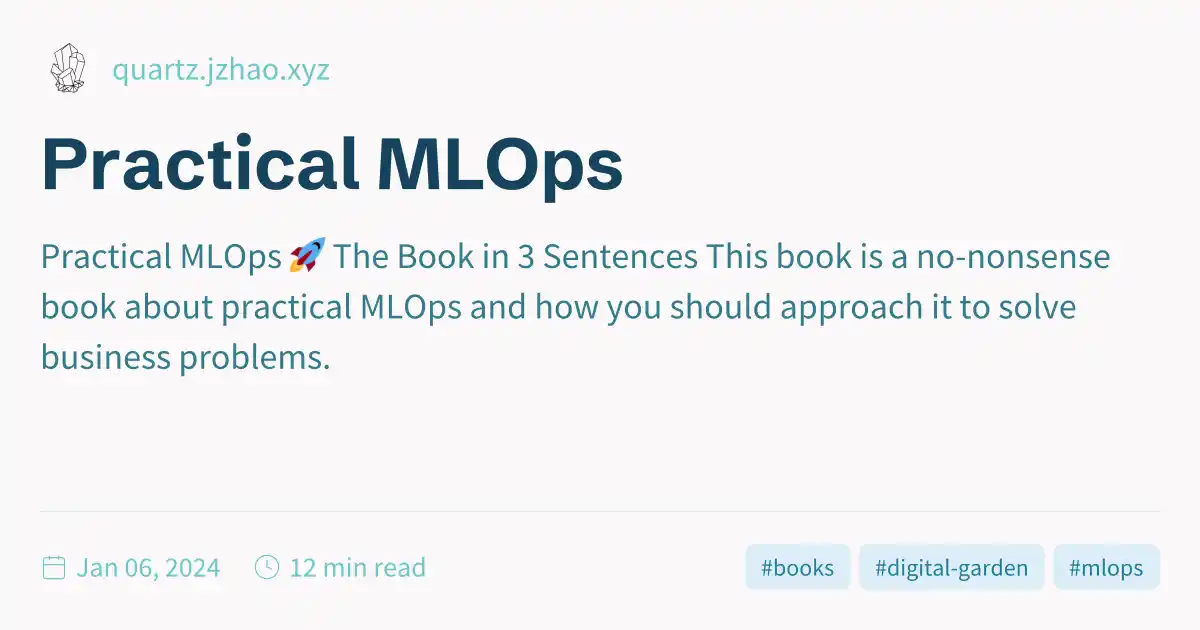 quartz.jzhao.xyz
Practical MLOps
Practical MLOps 🚀 The Book in 3 Sentences This book is a no-nonsense
book about practical MLOps and how you should approach it to solve
business problems.
Jan 06, 2024 12 min read #books #digital-garden #mlops